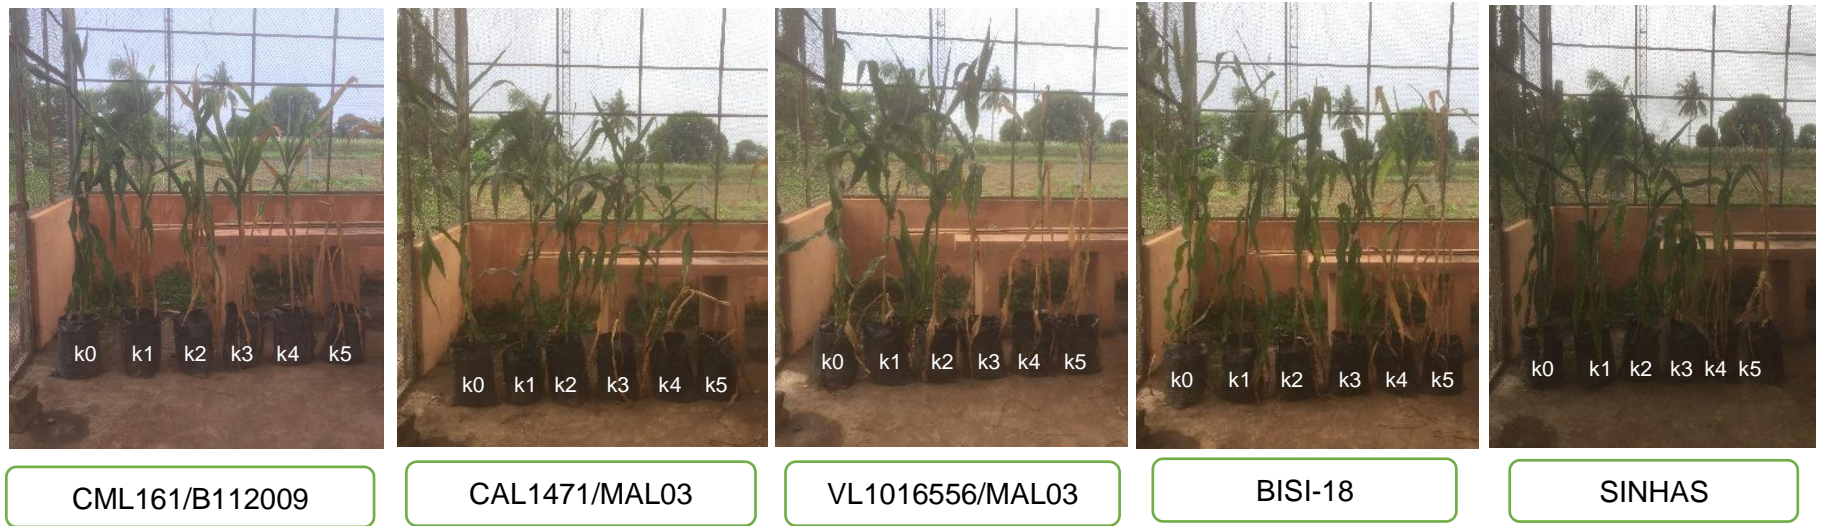 k0 k1 k2 k3 k4 k5
k0 k1 k2 k3 k4 k5
k0 k1 k2 k3 k4 k5
k0 k1 k2 k3 k4 k5
k0 k1 k2 k3 k4 k5
CML161/B112009
CAL1471/MAL03
VL1016556/MAL03
BISI-18
SINHAS